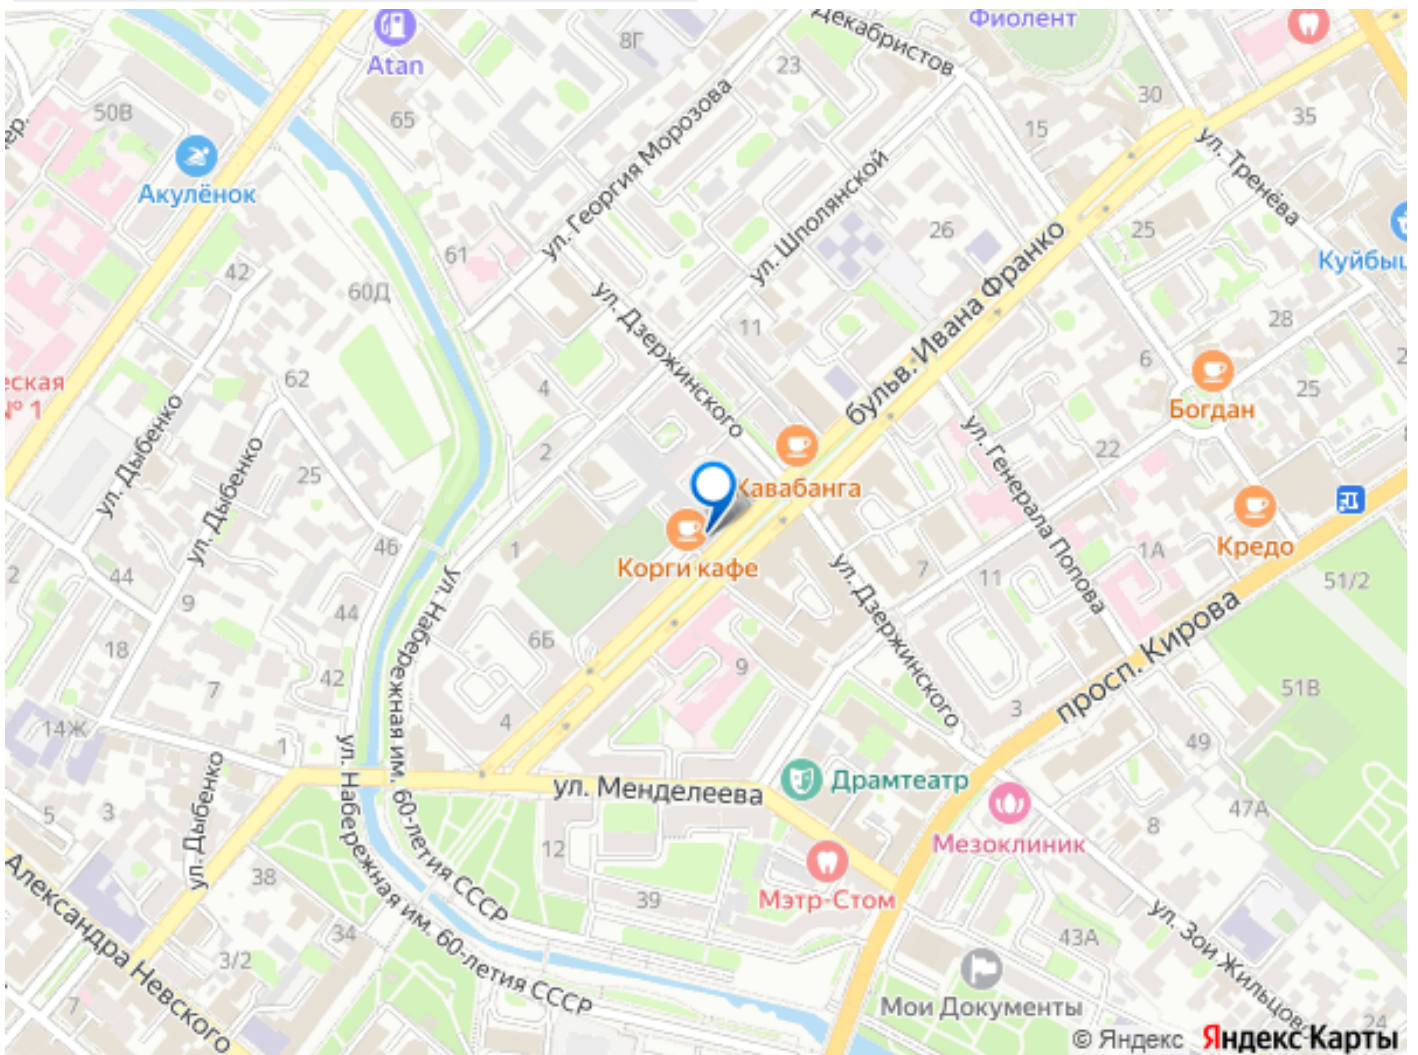 Декабристов
Фиолент
8Г
Atan
23
50В
65
30
35
15
ул. Георгия Морозова
ул. Тренёва
Акулёнок
ул. Шполянской
61
26
25
42
60Д
Куйбы
ул. Дзержинского
11
бульв. Ивана Франко
28
6
62
4
25
еская
№ 1
Богдан
ул. Дыбенко
2
ул. Генерала Попова
22
25
Кавабанга
ул. Дыбенко
46
1
Корги кафе
Кредо
1А
7
11
44
2
9
44
51/2
ул. Набережная им. 60-летия СССР
ул. Дзержинского
просп. Кирова
18
6Б
9
42
7
51В
14Ж
4
3
1
49
ул. Менделеева
Драмтеатр
ул. Дыбенко
ул. Набережная им. 60-летия СССР
5
3
47А
8
Мезоклиник
12
38
39
Мэтр-Стом
Александра Невского
34
43А
ул. Зои Жильцовой
3/2
7
Мои Документы
24
© Яндекс Яндекс Карты